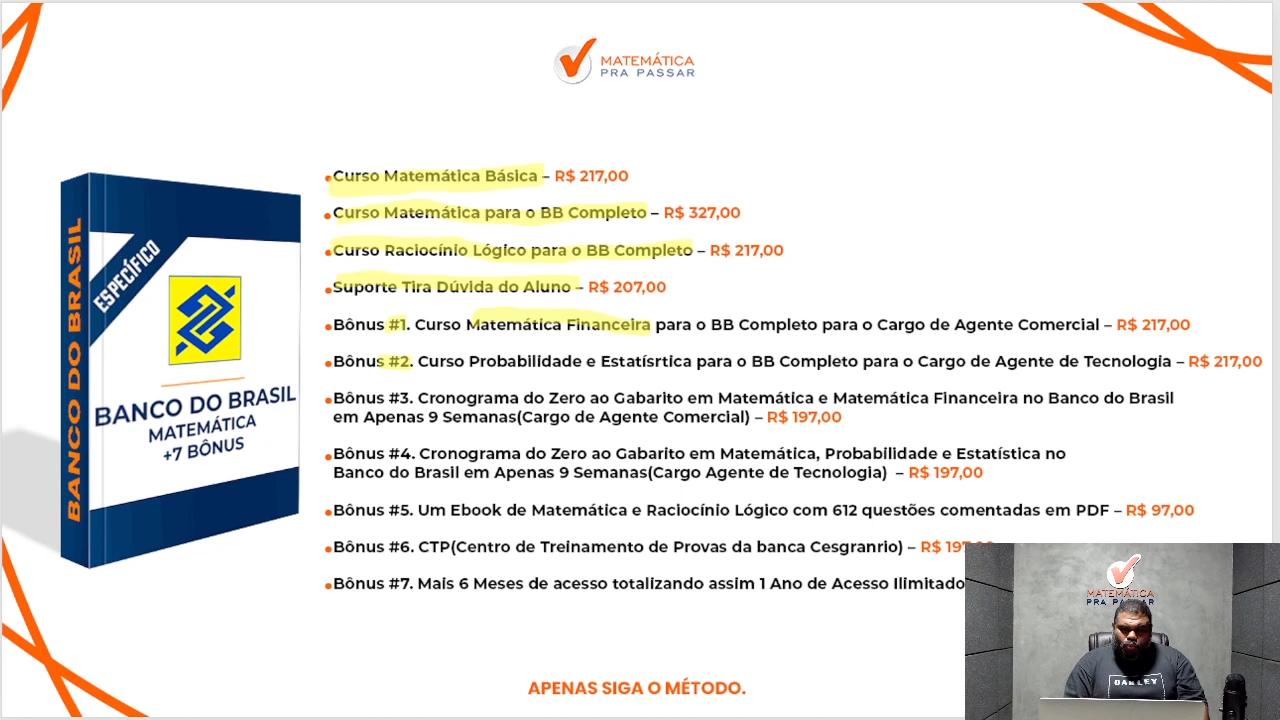 MATEMÁTICA
PRA PASSAR
BANCO DO BRASIL
ESPECÍFICO
BANCO DO BRASIL
MATEMÁTICA
+7 BÔNUS
Curso Matemática Básica – R$ 217,00
Curso Matemática para o BB Completo – R$ 327,00
Curso Raciocínio Lógico para o BB Completo – R$ 217,00
Suporte Tira Dúvida do Aluno – R$ 207,00
Bônus #1. Curso Matemática Financeira para o BB Completo para o Cargo de Agente Comercial – R$ 217,00
Bônus #2. Curso Probabilidade e Estatísrtica para o BB Completo para o Cargo de Agente de Tecnologia – R$ 217,00
Bônus #3. Cronograma do Zero ao Gabarito em Matemática e Matemática Financeira no Banco do Brasil
em Apenas 9 Semanas(Cargo de Agente Comercial) – R$ 197,00
Bônus #4. Cronograma do Zero ao Gabarito em Matemática, Probabilidade e Estatística no
Banco do Brasil em Apenas 9 Semanas(Cargo Agente de Tecnologia) – R$ 197,00
Bônus #5. Um Ebook de Matemática e Raciocínio Lógico com 612 questões comentadas em PDF – R$ 97,00
Bônus #6. CTP(Centro de Treinamento de Provas da banca Cesgranrio) – R$
Bônus #7. Mais 6 Meses de acesso totalizando assim 1 Ano de Acesso Ilimitado
MATEMÁTICA
PRA PASSAR
OAKLEY
APENAS SIGA O MÉTODO.